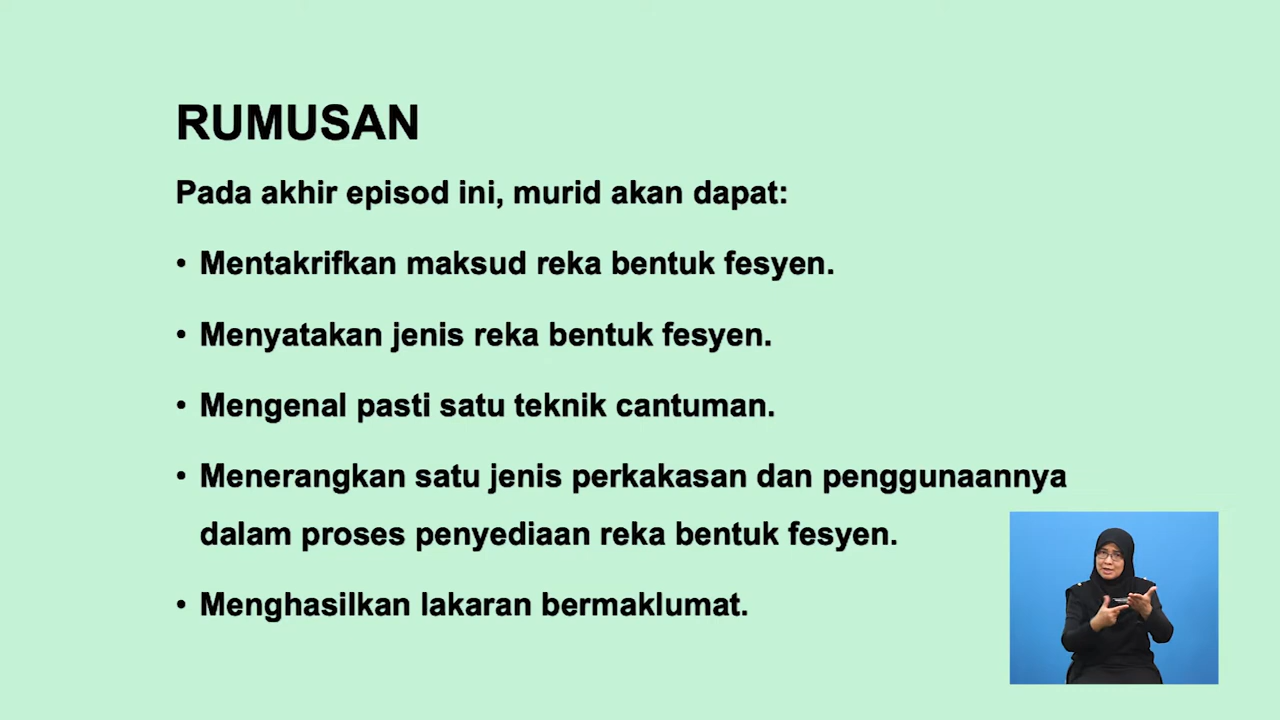 RUMUSAN
Pada akhir episod ini, murid akan dapat:
• Mentakrifkan maksud reka bentuk fesyen.
• Menyatakan jenis reka bentuk fesyen.
• Mengenal pasti satu teknik cantuman.
• Menerangkan satu jenis perkakasan dan penggunaannya
dalam proses penyediaan reka bentuk fesyen.
• Menghasilkan lakaran bermaklumat.